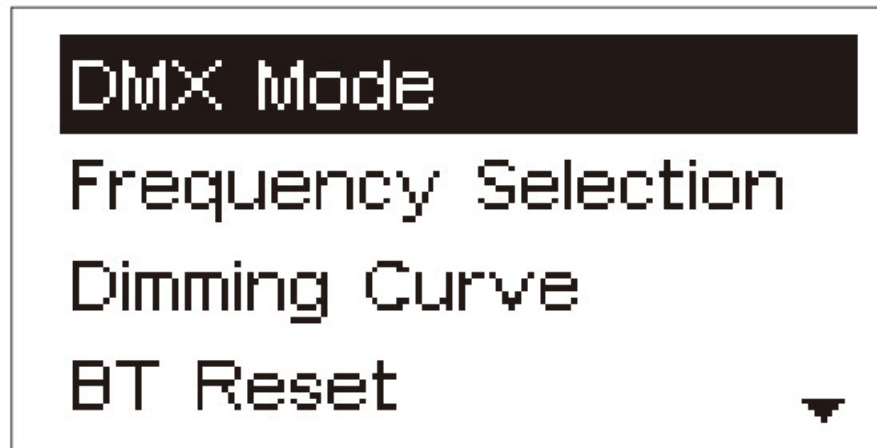 DMX Mode
Frequency Selection
Dimming Curve
BT Reset